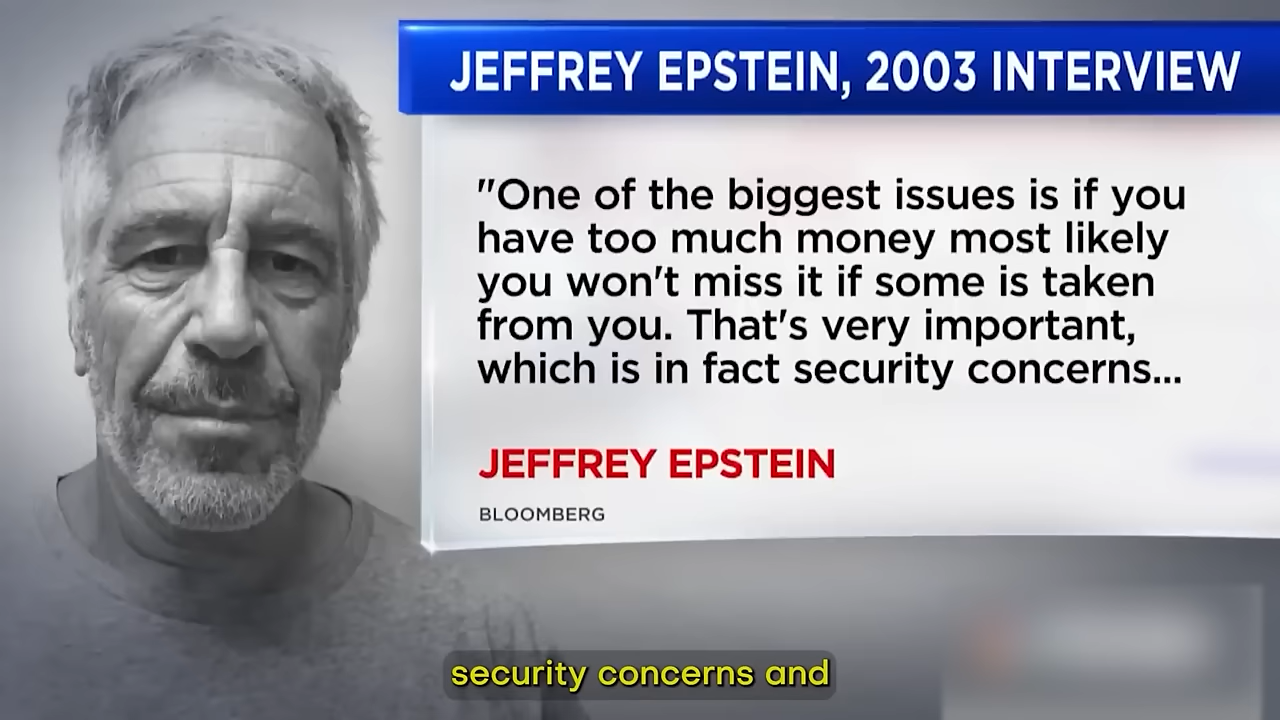 JEFFREY EPSTEIN, 2003 INTERVIEW
"One of the biggest issues is if you
have too much money most likely
you won't miss it if some is taken
from you. That's very important,
which is in fact security concerns...
JEFFREY EPSTEIN
BLOOMBERG
security concerns and